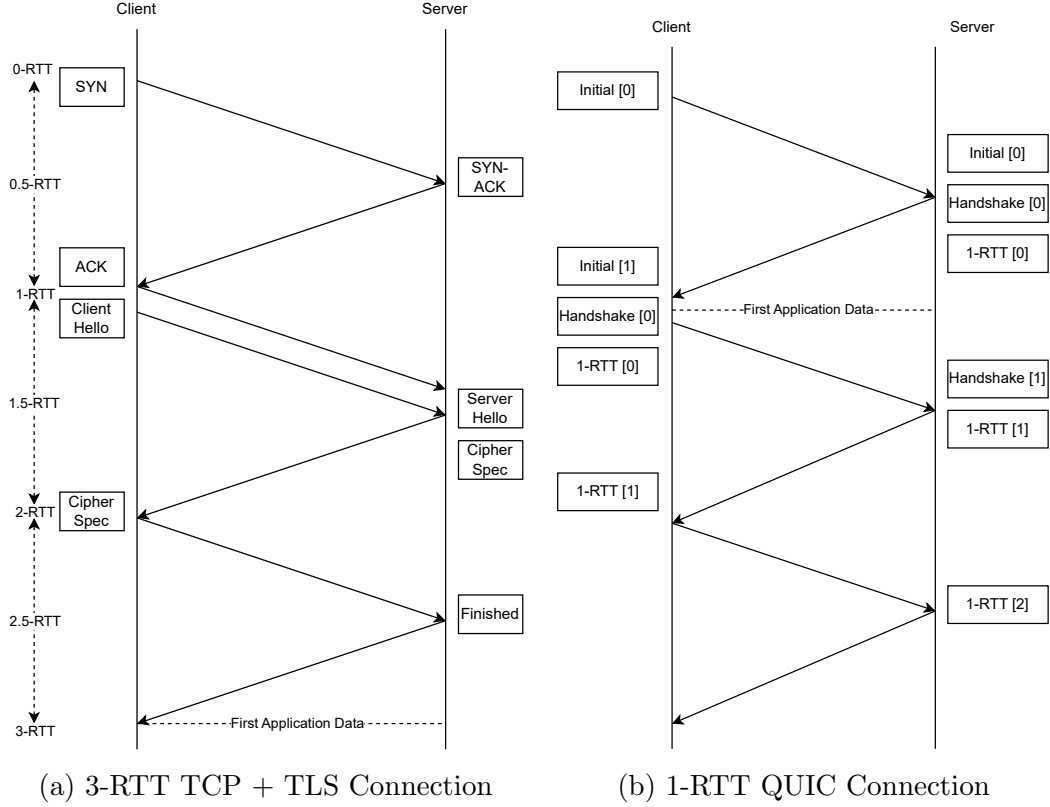 Client
Server
0-RTT
SYN
0.5-RTT
SYN-
ACK
ACK
1-RTT
Client
Hello
1.5-RTT
Server
Hello
Cipher
Spec
2-RTT
Cipher
Spec
2.5-RTT
Finished
First Application Data
3-RTT
(a) 3-RTT TCP + TLS Connection
Client
Server
Initial [0]
Initial [0]
Handshake [0]
1-RTT [0]
Initial [1]
Handshake [0]
First Application Data
1-RTT [0]
Handshake [1]
1-RTT [1]
1-RTT [1]
1-RTT [2]
(b) 1-RTT QUIC Connection